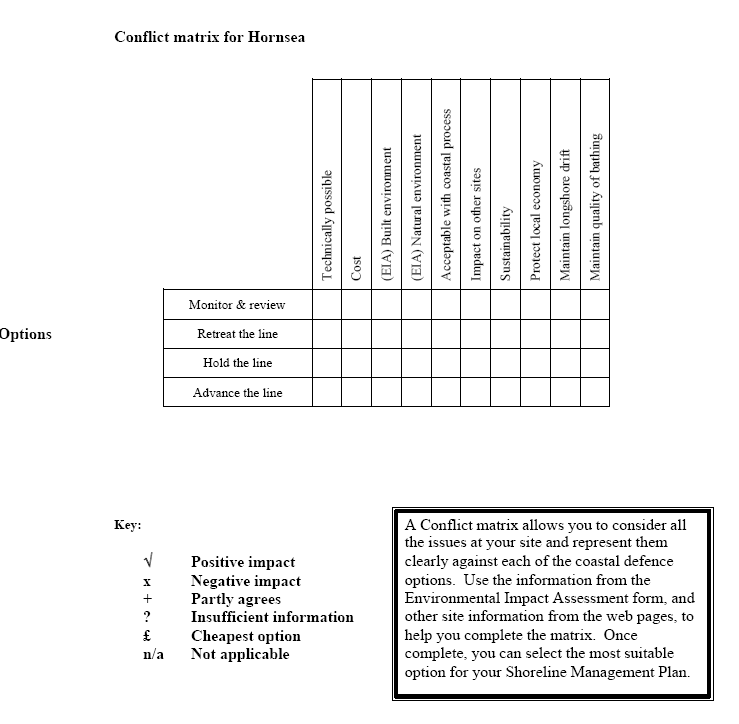 Conflict matrix for Hornsea
Technically possible
Cost
(EIA) Built environment
(EIA) Natural environment
Acceptable with coastal process
Impact on other sites
Sustainability
Protect local economy
Maintain longshore drift
Maintain quality of bathing
Options
Monitor & review
Retreat the line
Hold the line
Advance the line
Key:
√ Positive impact
x Negative impact
+ Partly agrees
? Insufficient information
£ Cheapest option
n/a Not applicable
A Conflict matrix allows you to consider all
the issues at your site and represent them
clearly against each of the coastal defence
options. Use the information from the
Environmental Impact Assessment form, and
other site information from the web pages, to
help you complete the matrix. Once
complete, you can select the most suitable
option for your Shoreline Management Plan.